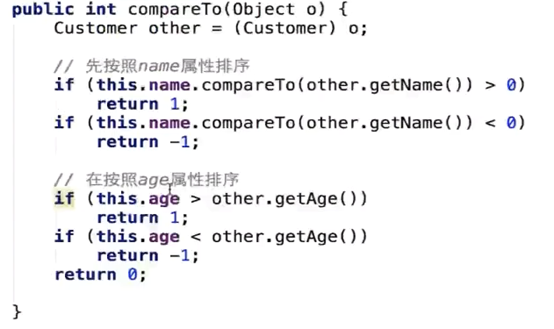 public int compareTo(Object o) {
    Customer other = (Customer) o;
    // 先按照name属性排序
    if (this.name.compareTo(other.getName()) > 0)
        return 1;
    if (this.name.compareTo(other.getName()) < 0)
        return -1;
    // 在按照age属性排序
    if (this.age > other.getAge())
        return 1;
    if (this.age < other.getAge())
        return -1;
    return 0;
}